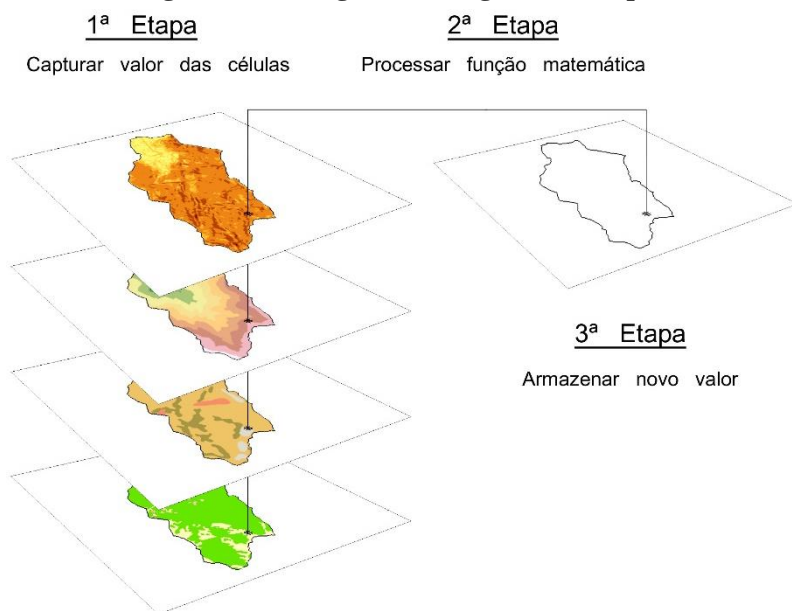 1ª Etapa
Capturar valor das células
2ª Etapa
Processar função matemática
3ª Etapa
Armazenar novo valor